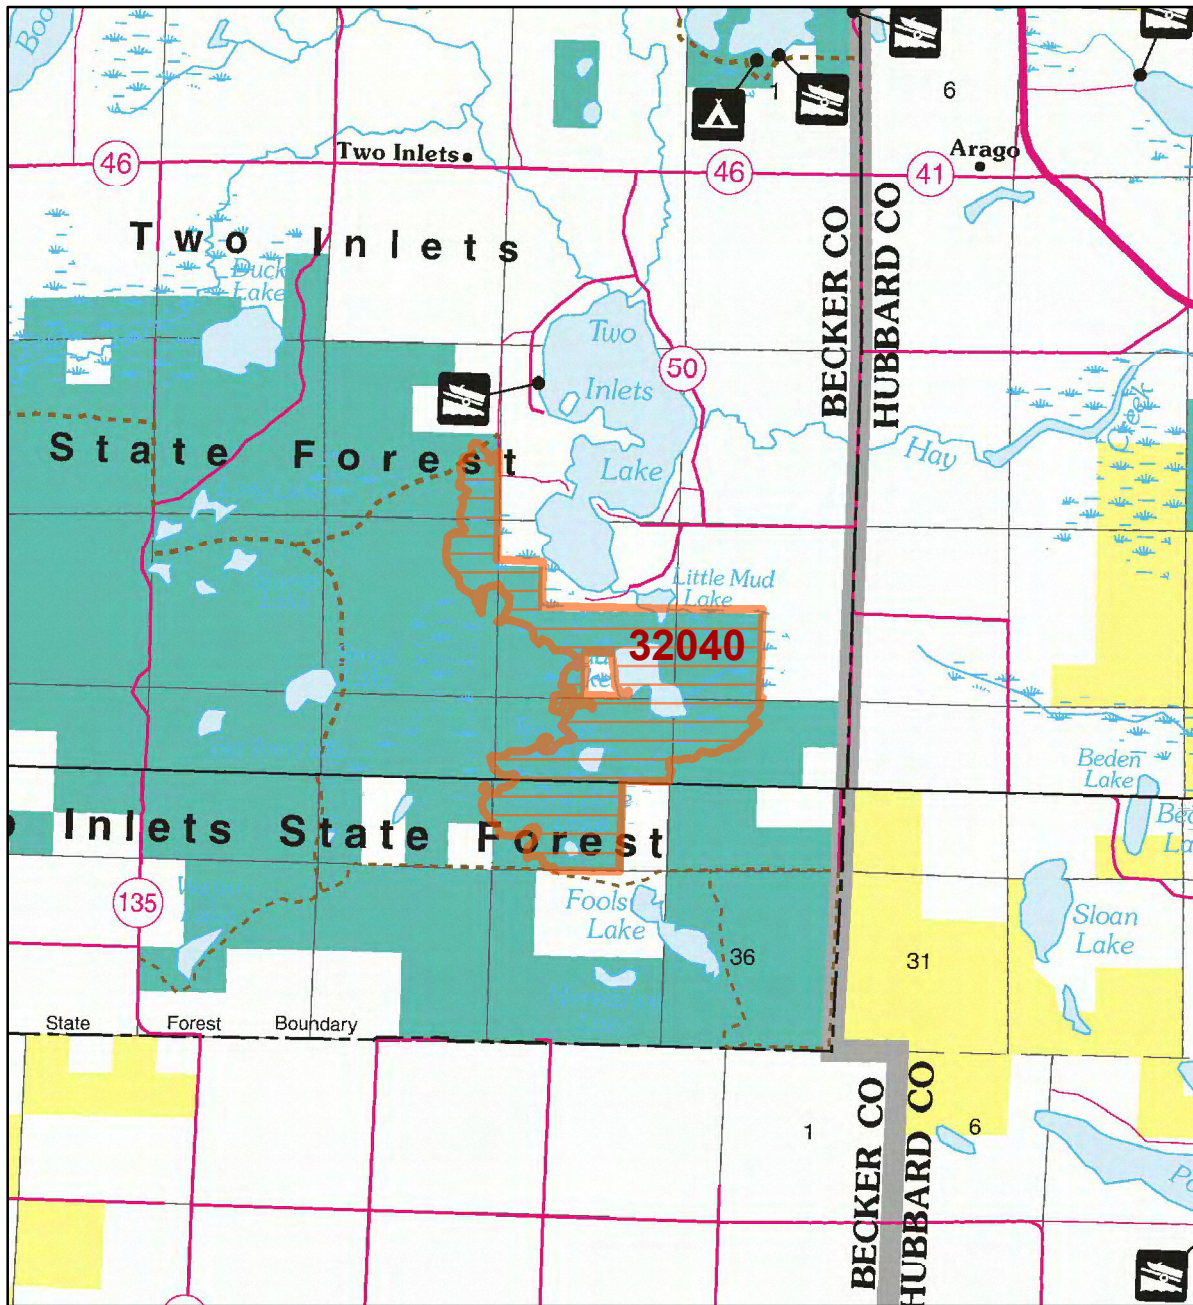 Boo
6
1
Two Inlets
46
46
41
Arago
Two Inlets
Duck
Lake
BECKER CO
HUBBARD CO
Two
Inlets
Lake
50
Hay
Creek
State Forest
Little Mud
Lake
32040
Beden
Lake
Inlets State Forest
135
Fools
Lake
36
31
Sloan
Lake
State Forest Boundary
BECKER CO
HUBBARD CO
1
6